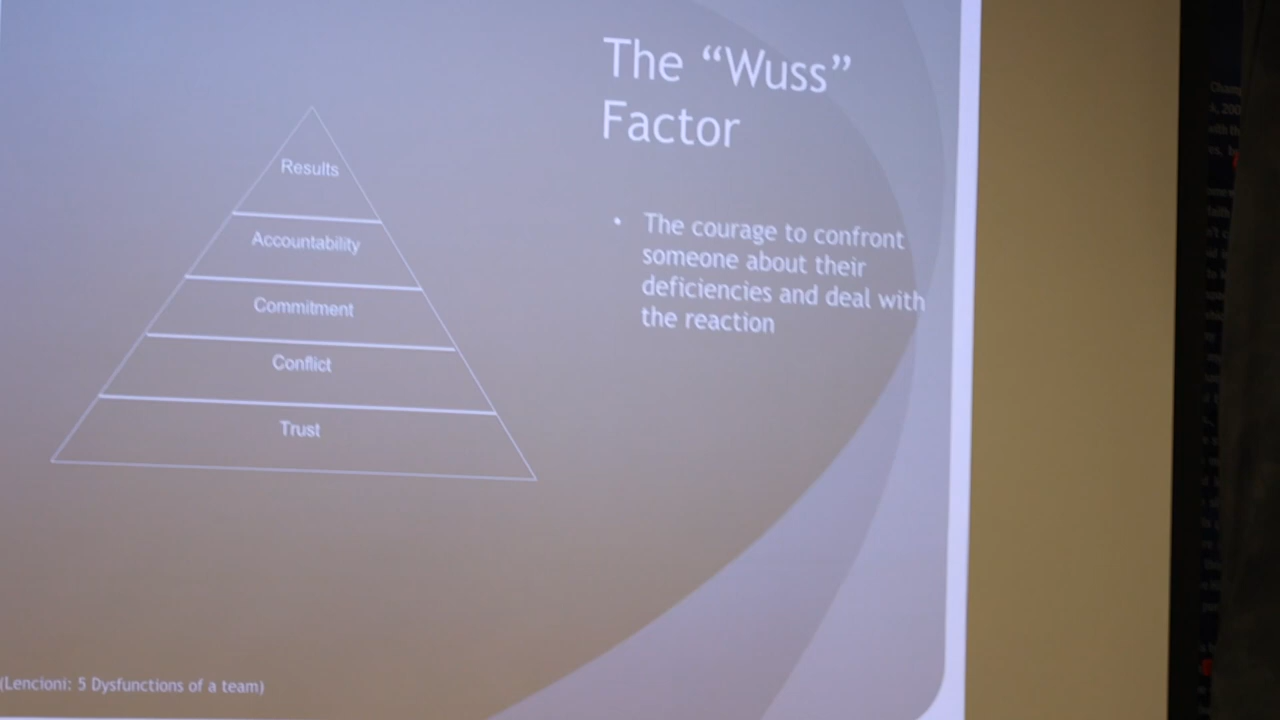 The “Wuss”
Factor
Results
Accountability
Commitment
Conflict
Trust
• The courage to confront
someone about their
deficiencies and deal with
the reaction
(Lencioni: 5 Dysfunctions of a team)